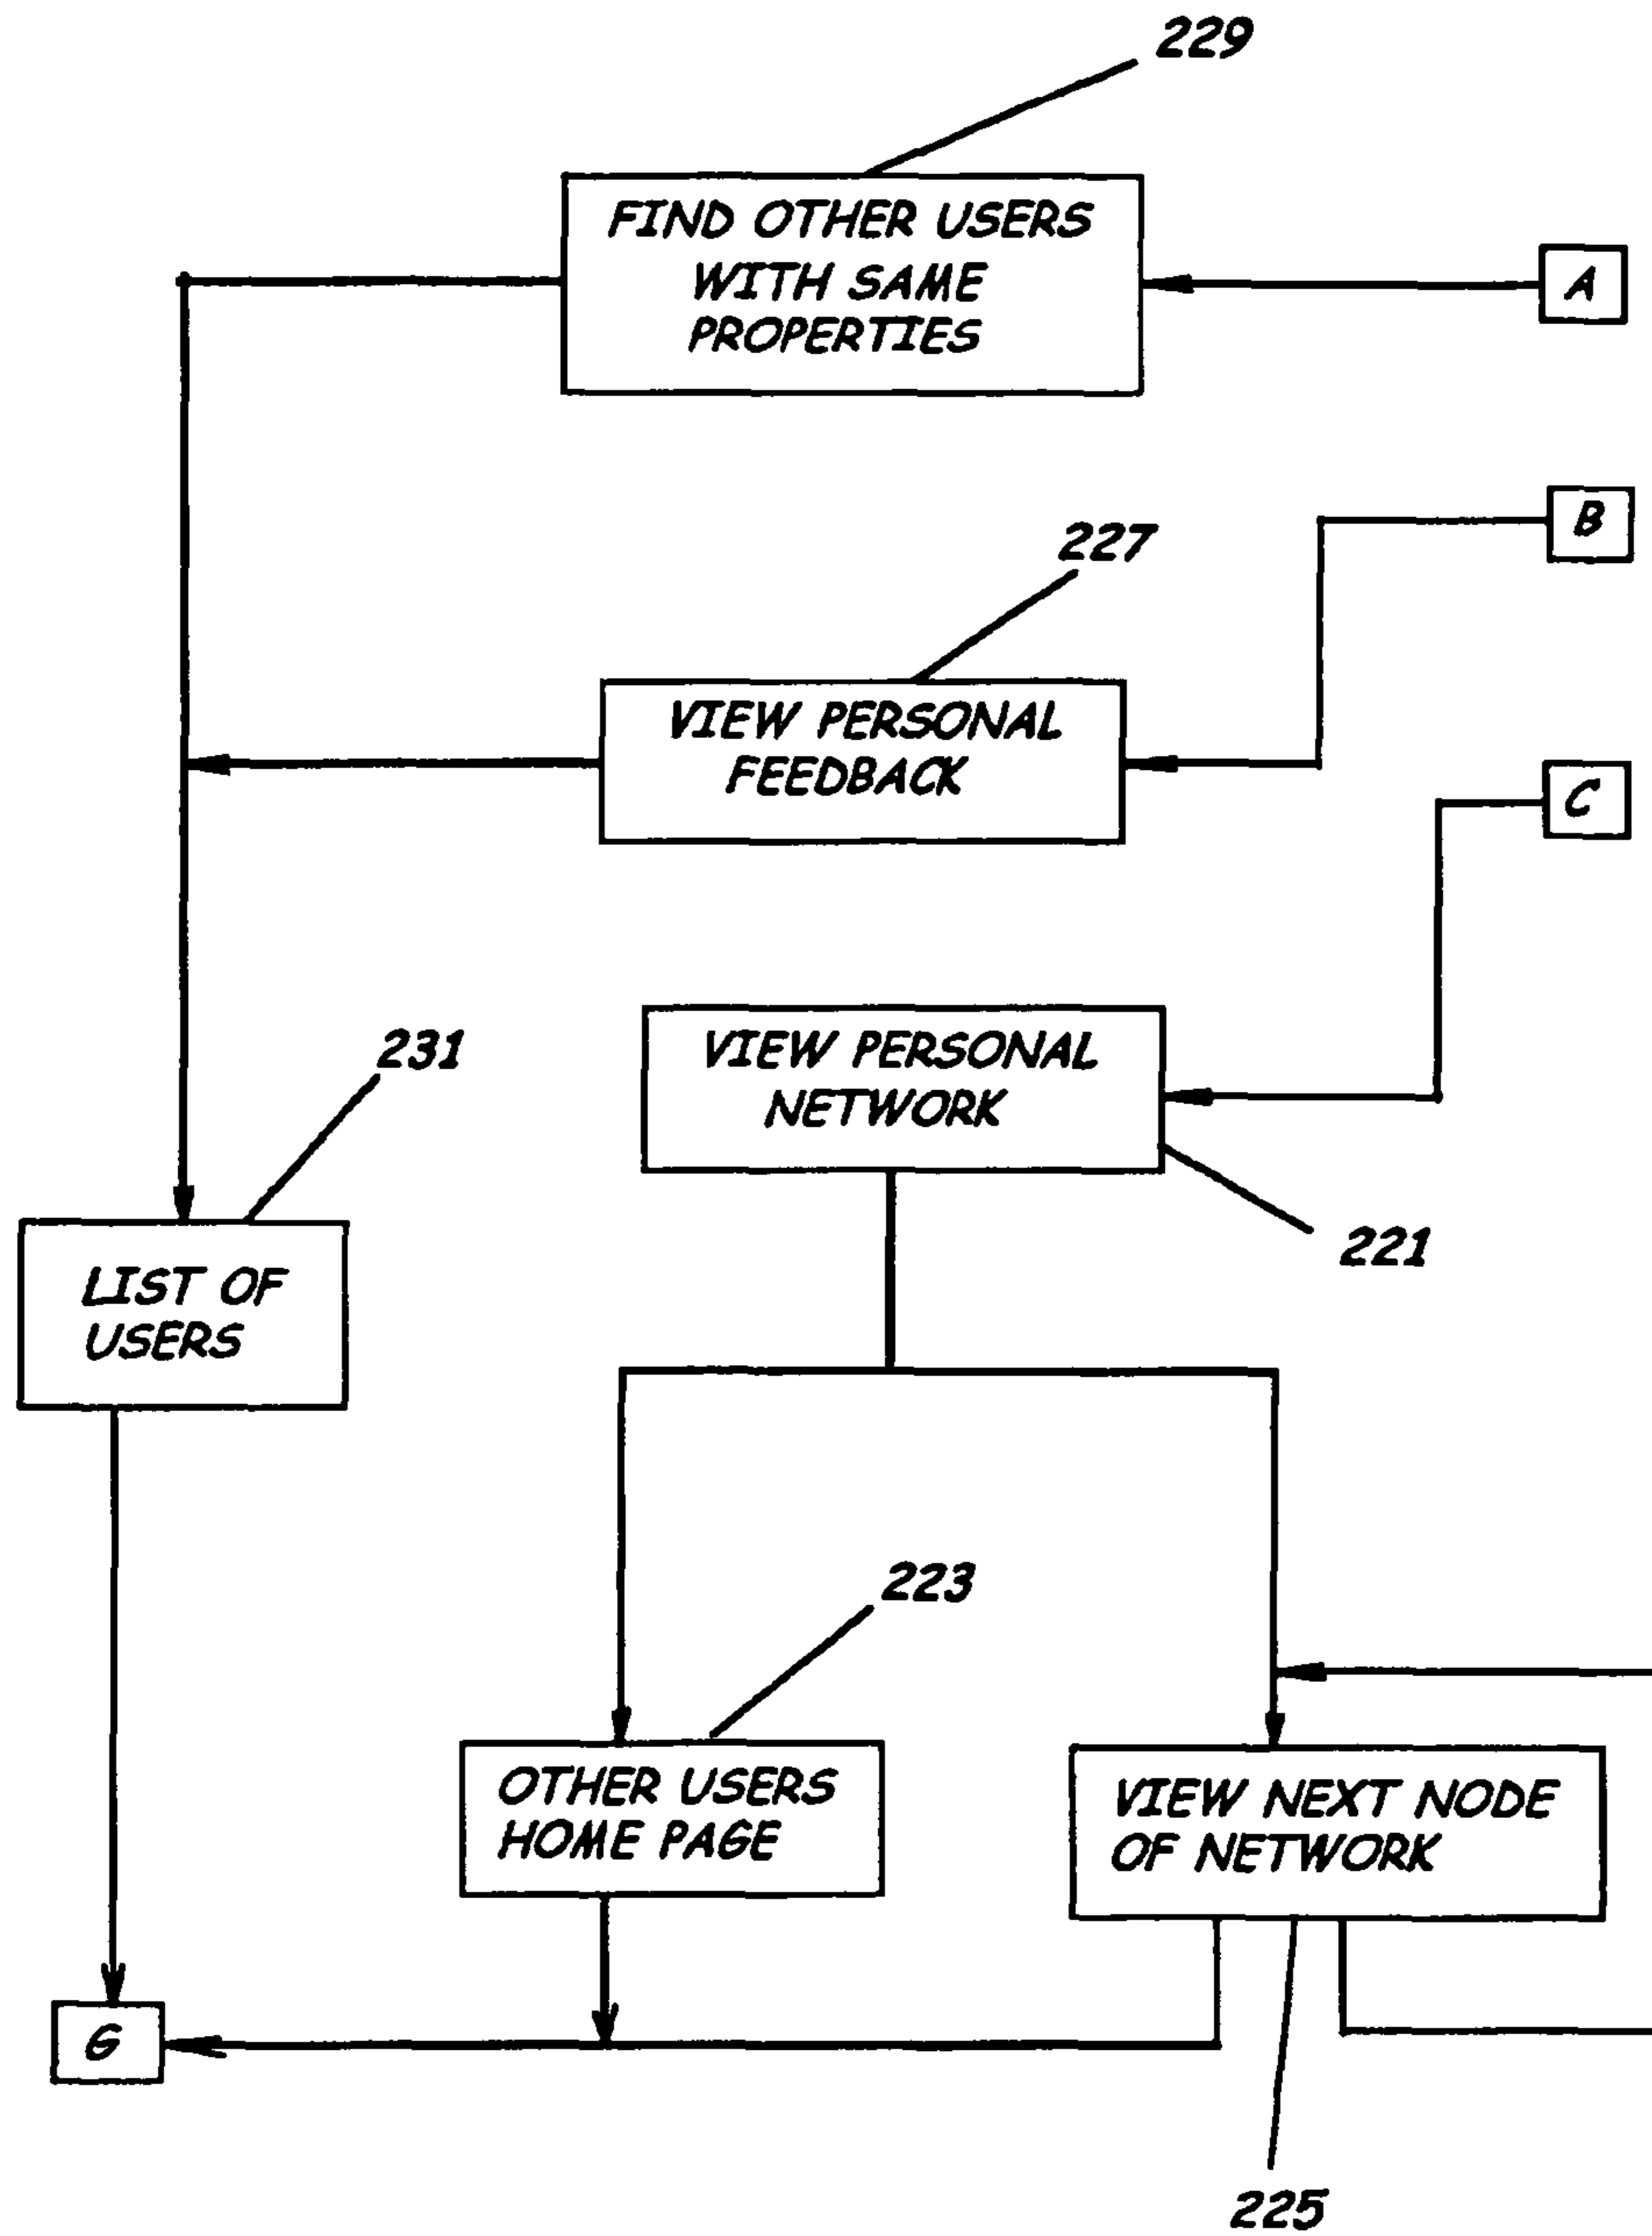 229
FIND OTHER USERS
WITH SAME
PROPERTIES
A
B
227
VIEW PERSONAL
FEEDBACK
C
231
VIEW PERSONAL
NETWORK
221
LIST OF
USERS
223
OTHER USERS
HOME PAGE
VIEW NEXT NODE
OF NETWORK
G
225